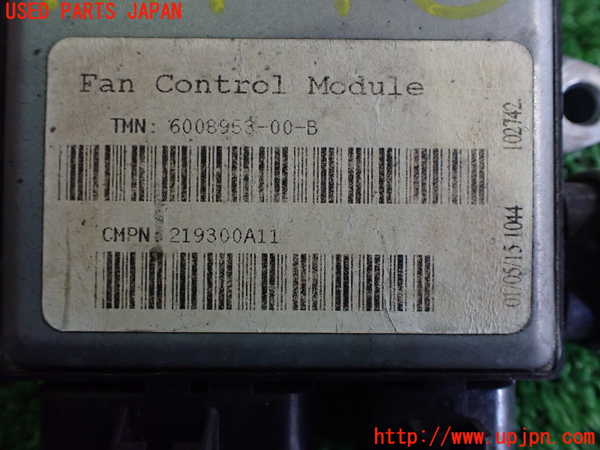 USED PARTS JAPAN
Fan Control Module
TMN: 6008953-00-B
CMPN: 219300A11
01/05/15 1044 102742
http://www.upjpn.com